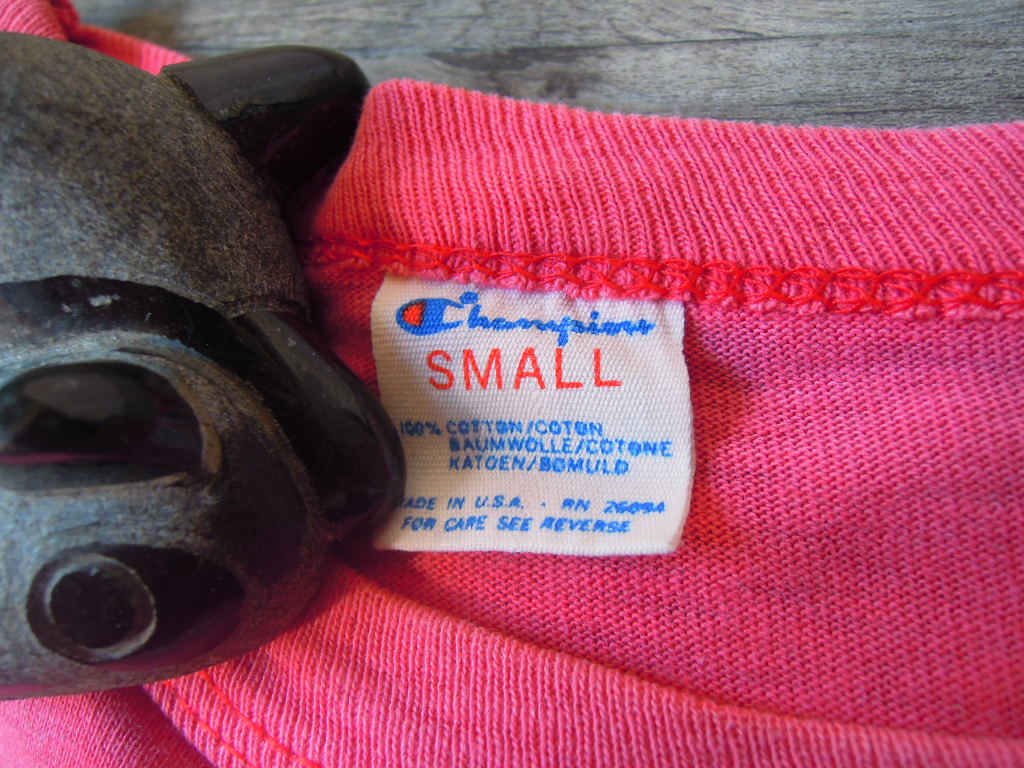 Champion
SMALL
100% COTTON/COTON
BAUMWOLLE/COTONE
KATOEN/BOMULD
MADE IN U.S.A. - RN 26094
FOR CARE SEE REVERSE